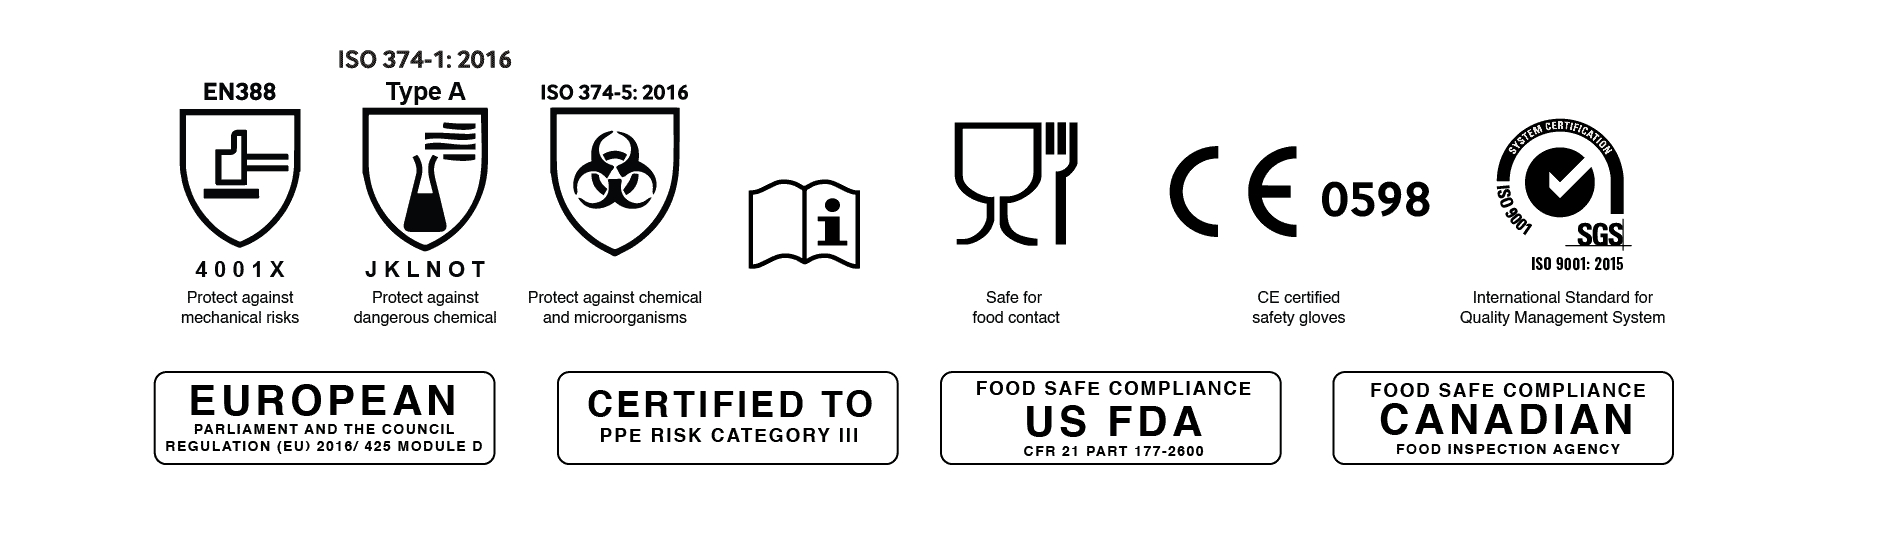 EN388
4001X
Protect against
mechanical risks
ISO 374-1: 2016
Type A
JKLNOT
Protect against
dangerous chemical
ISO 374-5: 2016
Protect against chemical
and microorganisms
i
Safe for
food contact
CE 0598
CE certified
safety gloves
SYSTEM CERTIFICATION
ISO 9001
SGS
ISO 9001: 2015
International Standard for
Quality Management System
EUROPEAN
PARLIAMENT AND THE COUNCIL
REGULATION (EU) 2016/ 425 MODULE D
CERTIFIED TO
PPE RISK CATEGORY III
FOOD SAFE COMPLIANCE
US FDA
CFR 21 PART 177-2600
FOOD SAFE COMPLIANCE
CANADIAN
FOOD INSPECTION AGENCY